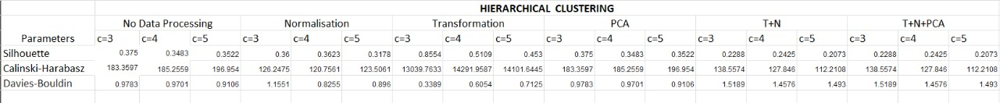 HIERARCHICAL CLUSTERING
No Data Processing Normalisation Transformation PCA T+N T+N+PCA
Parameters c=3 c=4 c=5 c=3 c=4 c=5 c=3 c=4 c=5 c=3 c=4 c=5 c=3 c=4 c=5 c=3 c=4 c=5
Silhouette 0.375 0.3483 0.3522 0.36 0.3623 0.3178 0.8554 0.5109 0.453 0.375 0.3483 0.3522 0.2288 0.2425 0.2073 0.2288 0.2425 0.2073
Calinski-Harabasz 183.3597 185.2559 196.954 126.2475 120.7561 123.5061 13039.7633 14291.9587 14101.6445 183.3597 185.2559 196.954 138.5574 127.846 112.2108 138.5574 127.846 112.2108
Davies-Bouldin 0.9783 0.9701 0.9106 1.1551 0.8255 0.896 0.3389 0.6054 0.7125 0.9783 0.9701 0.9106 1.5189 1.4576 1.493 1.5189 1.4576 1.493